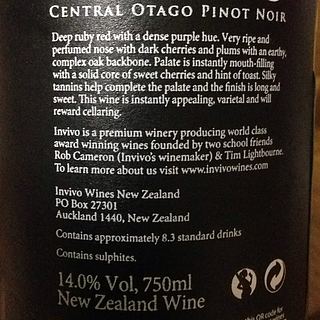 CENTRAL OTAGO PINOT NOIR
Deep ruby red with a dense purple hue. Very ripe and
perfumed nose with dark cherries and plums with an earthy,
complex oak backbone. Palate is instantly mouth-filling
with a solid core of sweet cherries and hint of toast. Silky
tannins help complete the palate and the finish is long and
sweet. This wine is instantly appealing, varietal and will
reward cellaring.
Invivo is a premium winery producing world class
award winning wines founded by two school friends
Rob Cameron (Invivo's winemaker) & Tim Lightbourne.
To learn more about us visit www.invivowines.com
Invivo Wines New Zealand
PO Box 27301
Auckland 1440, New Zealand
Contains approximately 8.3 standard drinks
Contains sulphites.
14.0% Vol, 750ml
New Zealand Wine
this QR code for